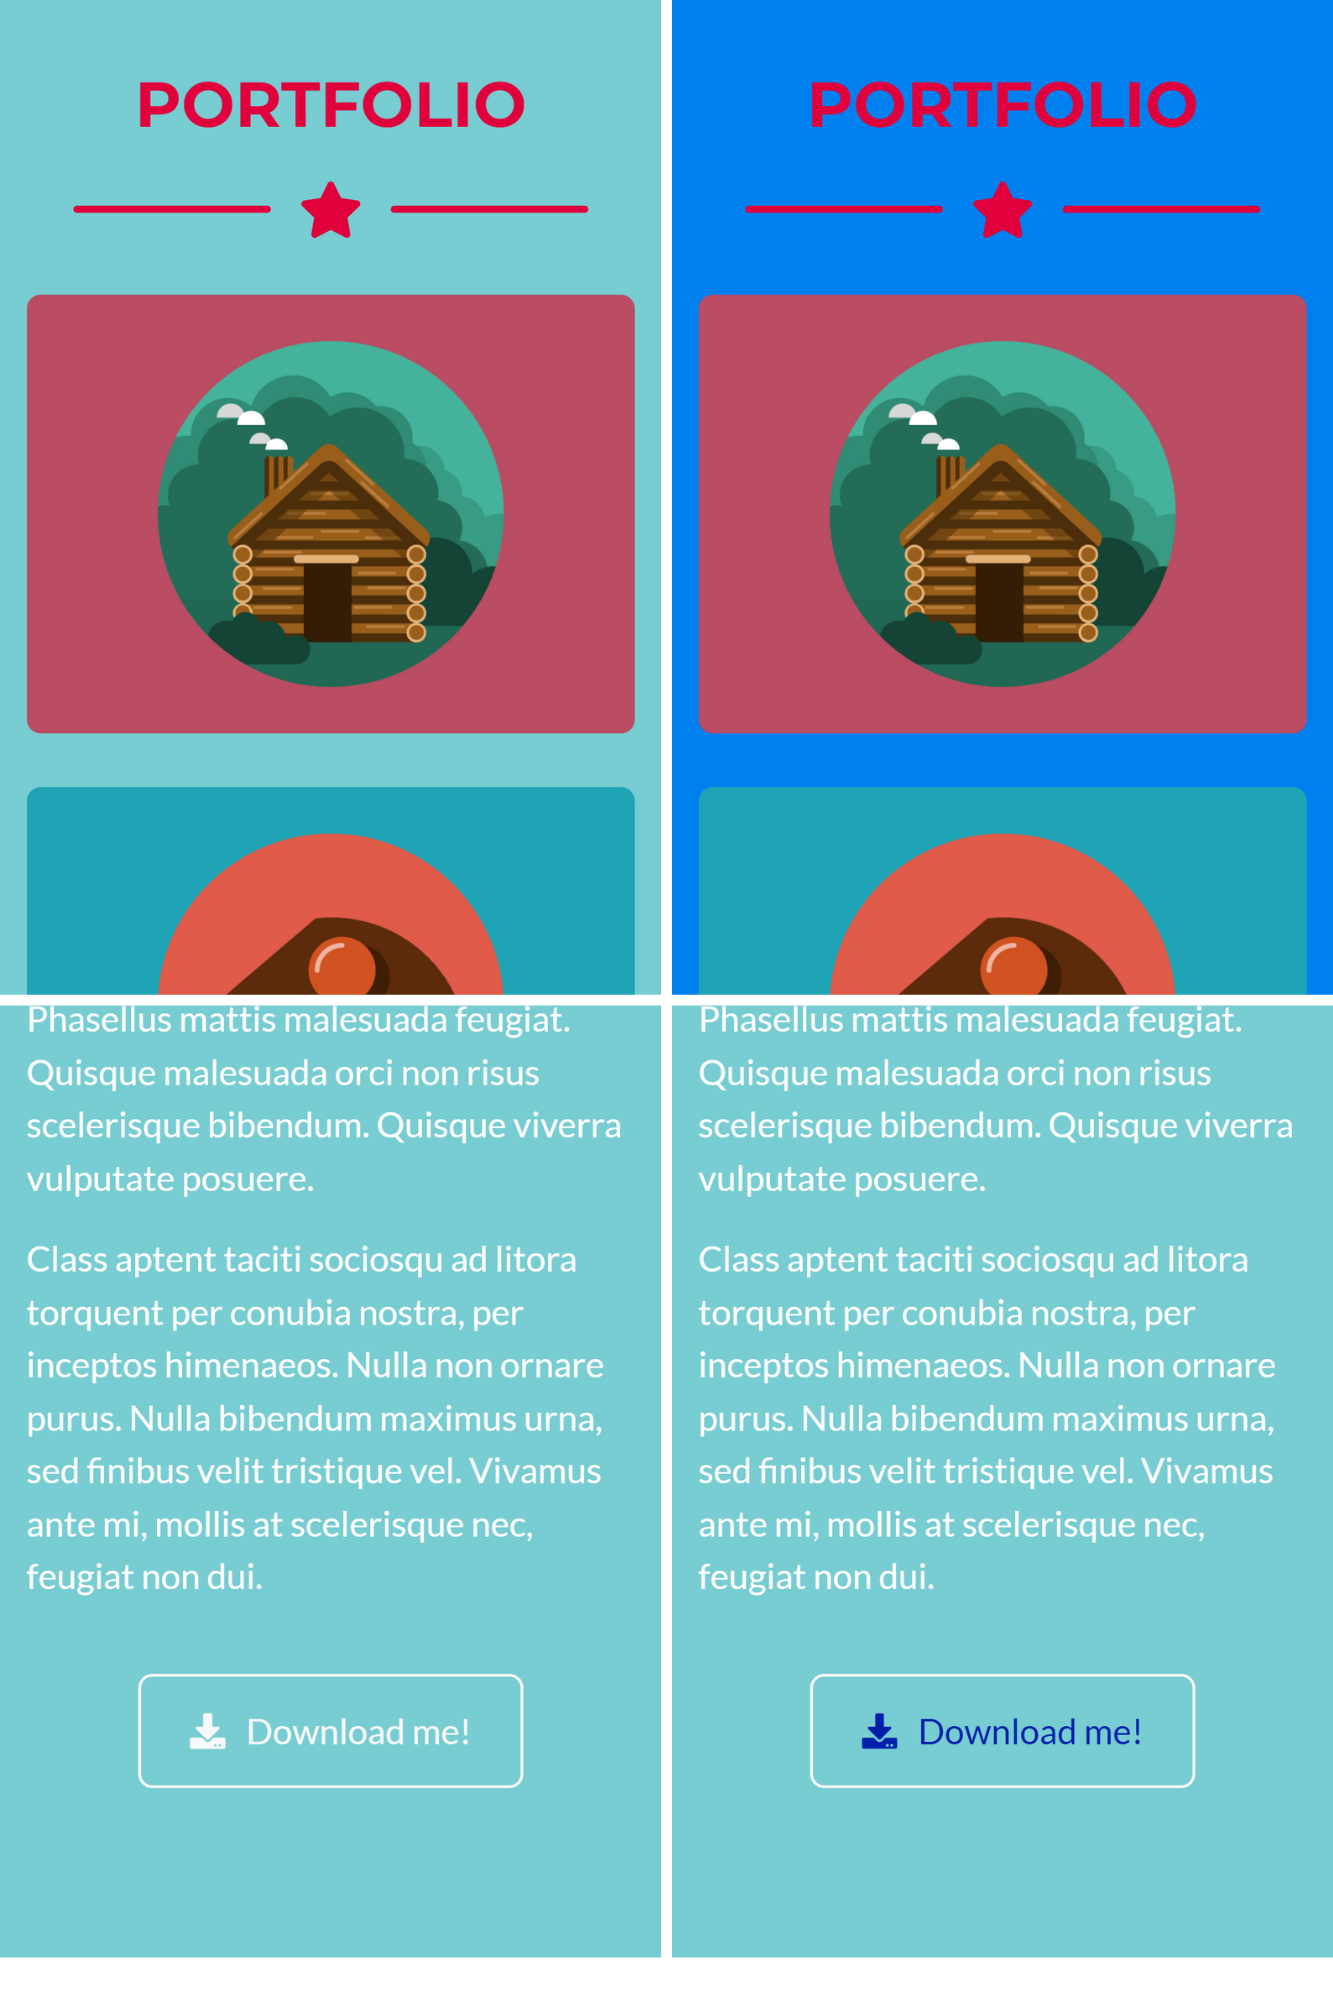 PORTFOLIO
PORTFOLIO
Phasellus mattis malesuada feugiat.
Quisque malesuada orci non risus
scelerisque bibendum. Quisque viverra
vulputate posuere.
Class aptent taciti sociosqu ad litora
torquent per conubia nostra, per
inceptos himenaeos. Nulla non ornare
purus. Nulla bibendum maximus urna,
sed finibus velit tristique vel. Vivamus
ante mi, mollis at scelerisque nec,
feugiat non dui.
Download me!
Phasellus mattis malesuada feugiat.
Quisque malesuada orci non risus
scelerisque bibendum. Quisque viverra
vulputate posuere.
Class aptent taciti sociosqu ad litora
torquent per conubia nostra, per
inceptos himenaeos. Nulla non ornare
purus. Nulla bibendum maximus urna,
sed finibus velit tristique vel. Vivamus
ante mi, mollis at scelerisque nec,
feugiat non dui.
Download me!